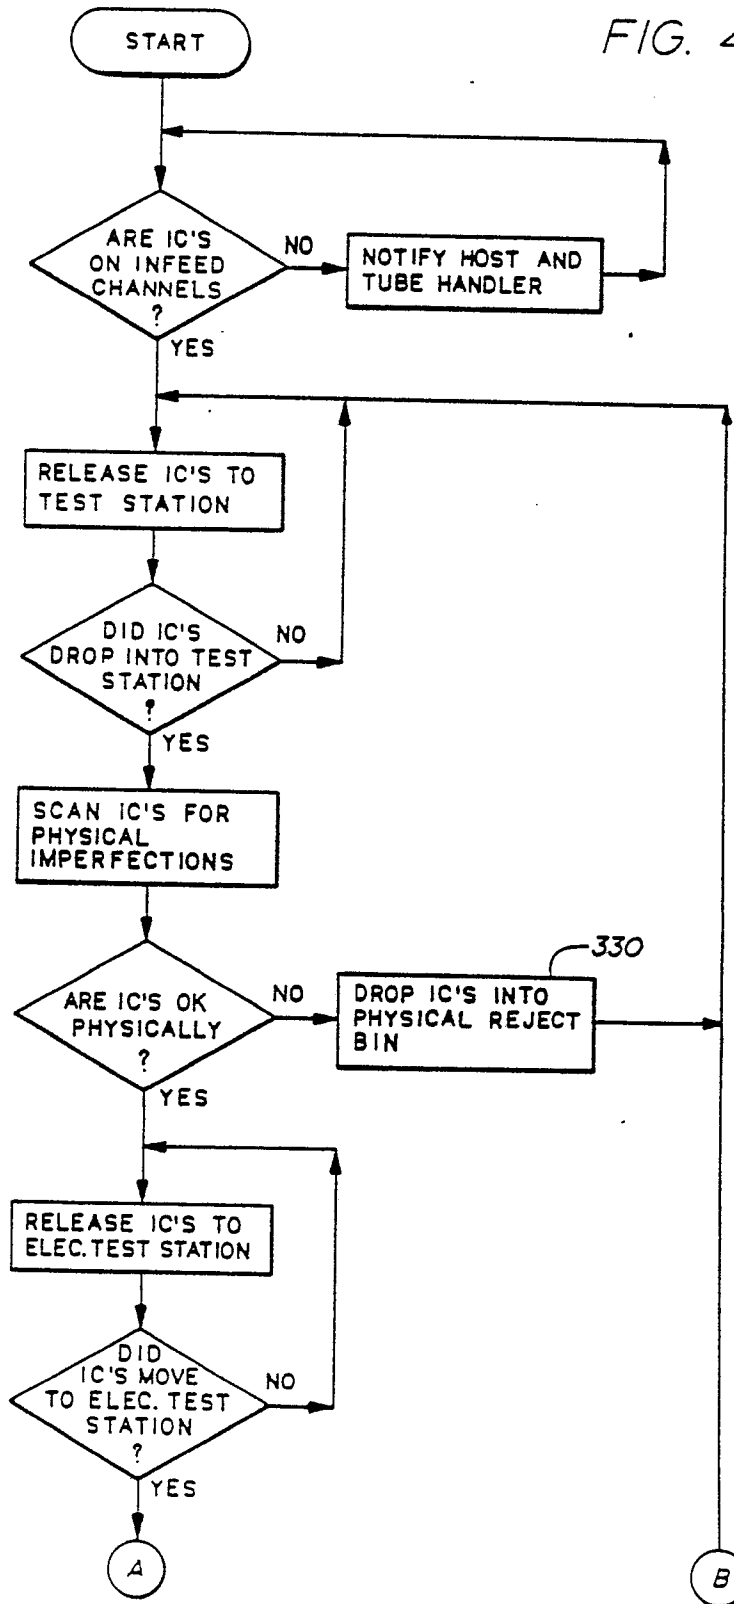 START
FIG. 4
ARE IC'S
ON INFEED
CHANNELS
?
NO
NOTIFY HOST AND
TUBE HANDLER
YES
RELEASE IC'S TO
TEST STATION
DID IC'S
DROP INTO TEST
STATION
?
NO
YES
SCAN IC'S FOR
PHYSICAL
IMPERFECTIONS
ARE IC'S OK
PHYSICALLY
?
NO
330
DROP IC'S INTO
PHYSICAL REJECT
BIN
YES
RELEASE IC'S TO
ELEC. TEST STATION
DID
IC'S MOVE
TO ELEC. TEST
STATION
?
NO
YES
A
B